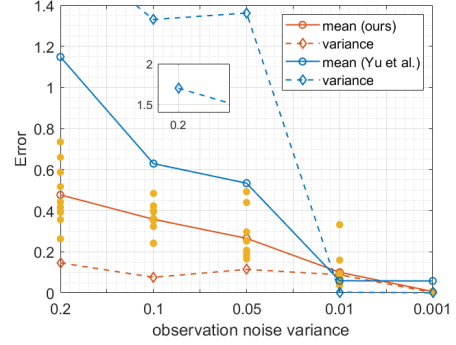 1.4
1.2
1
0.8
0.6
0.4
0.2
0
Error
0.2 0.1 0.05 0.01 0.001
observation noise variance
mean (ours)
variance
mean (Yu et al.)
variance
2
1.5
0.2